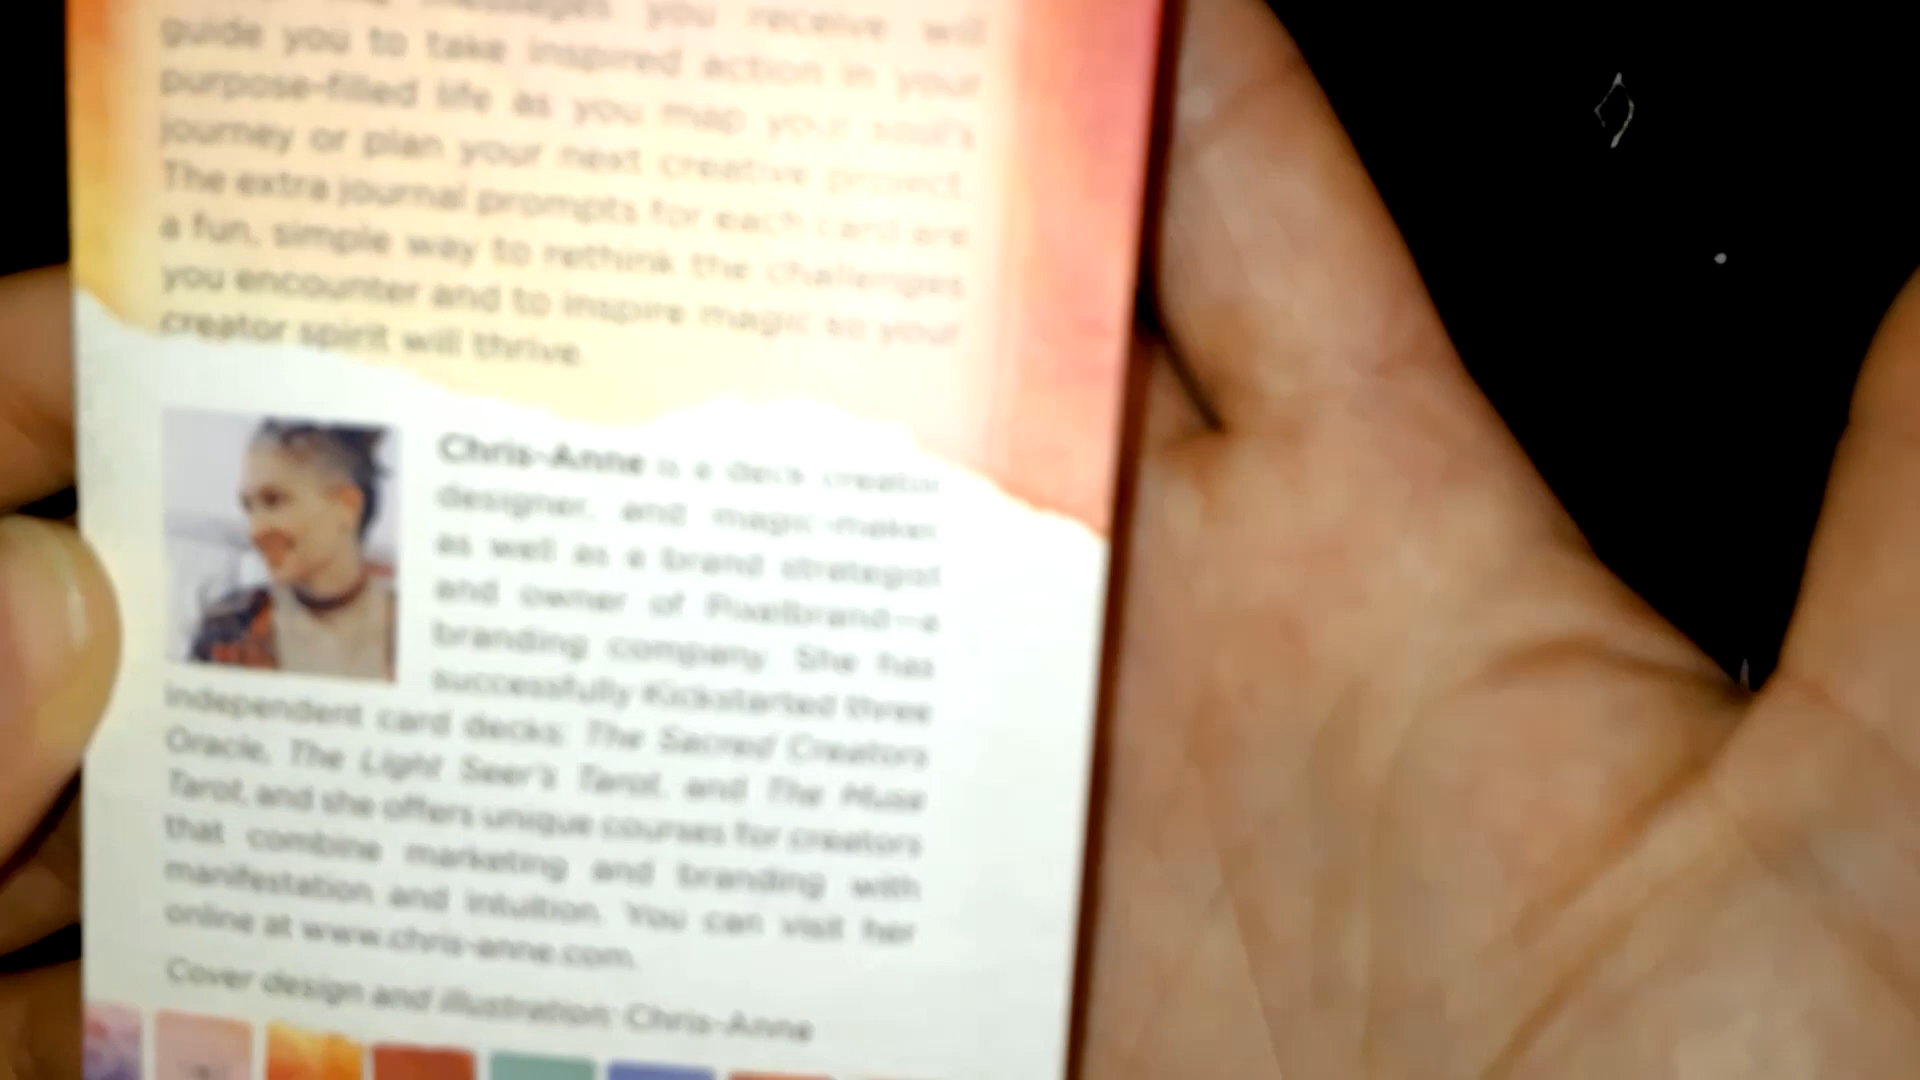 messages you receive will
guide you to take inspired action in your
purpose-filled life as you map your soul's
journey or plan your next creative project.
The extra journal prompts for each card are
a fun, simple way to rethink the challenges
you encounter and to inspire magic so your
creator spirit will thrive.
Chris-Anne is a deck creator
designer, and magic-maker,
as well as a brand strategist
and owner of Pixelbrand—a
branding company. She has
successfully Kickstarted three
independent card decks: The Sacred Creators
Oracle, The Light Seer's Tarot, and The Muse
Tarot, and she offers unique courses for creators
that combine marketing and branding with
manifestation and intuition. You can visit her
online at www.chris-anne.com.
Cover design and illustration: Chris-Anne